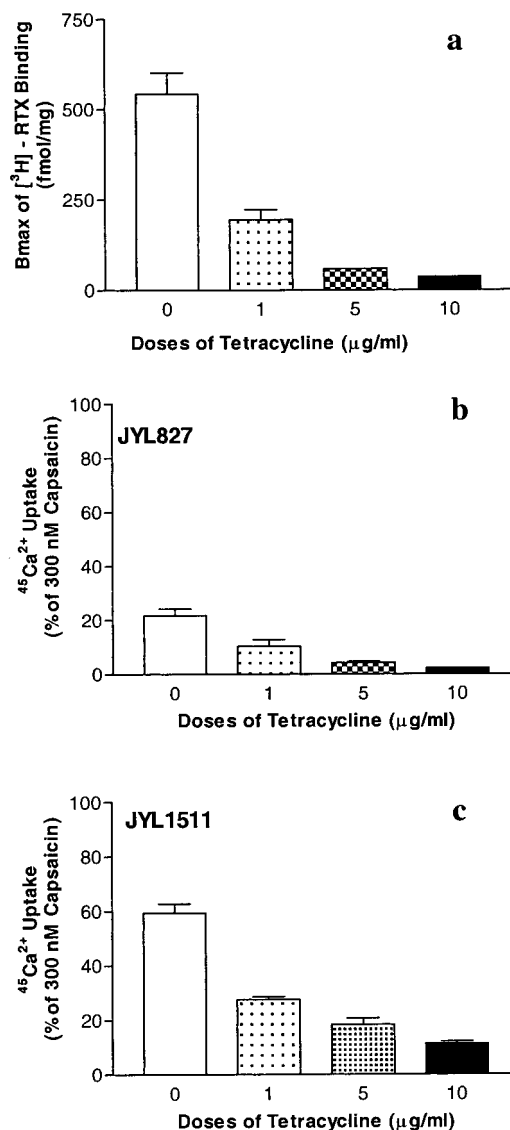 a
Bmax of [³H] - RTX Binding
(fmol/mg)
750
500
250
0
0 1 5 10
Doses of Tetracycline (μg/ml)
b
JYL827
⁴⁵Ca²⁺ Uptake
(% of 300 nM Capsaicin)
100
80
60
40
20
0
0 1 5 10
Doses of Tetracycline (μg/ml)
c
JYL1511
⁴⁵Ca²⁺ Uptake
(% of 300 nM Capsaicin)
100
80
60
40
20
0
0 1 5 10
Doses of Tetracycline (μg/ml)